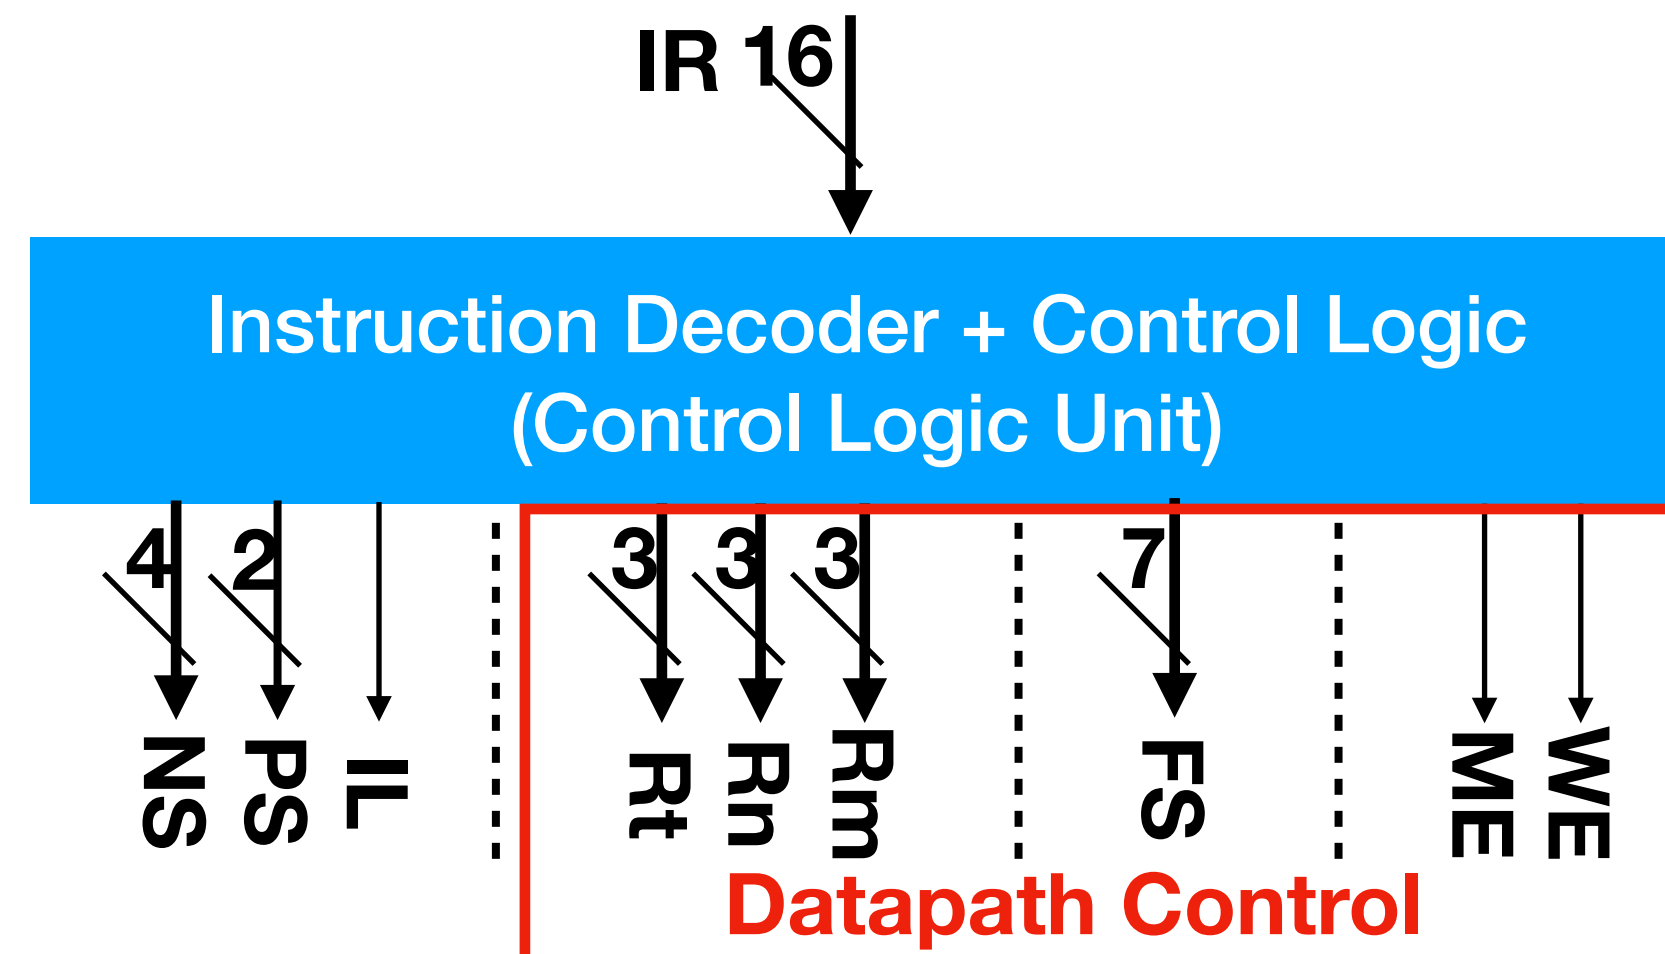 IR 16
Instruction Decoder + Control Logic
(Control Logic Unit)
4 2 3 3 3 7
NS PS IL Rt Rn Rm FS ME WE
Datapath Control